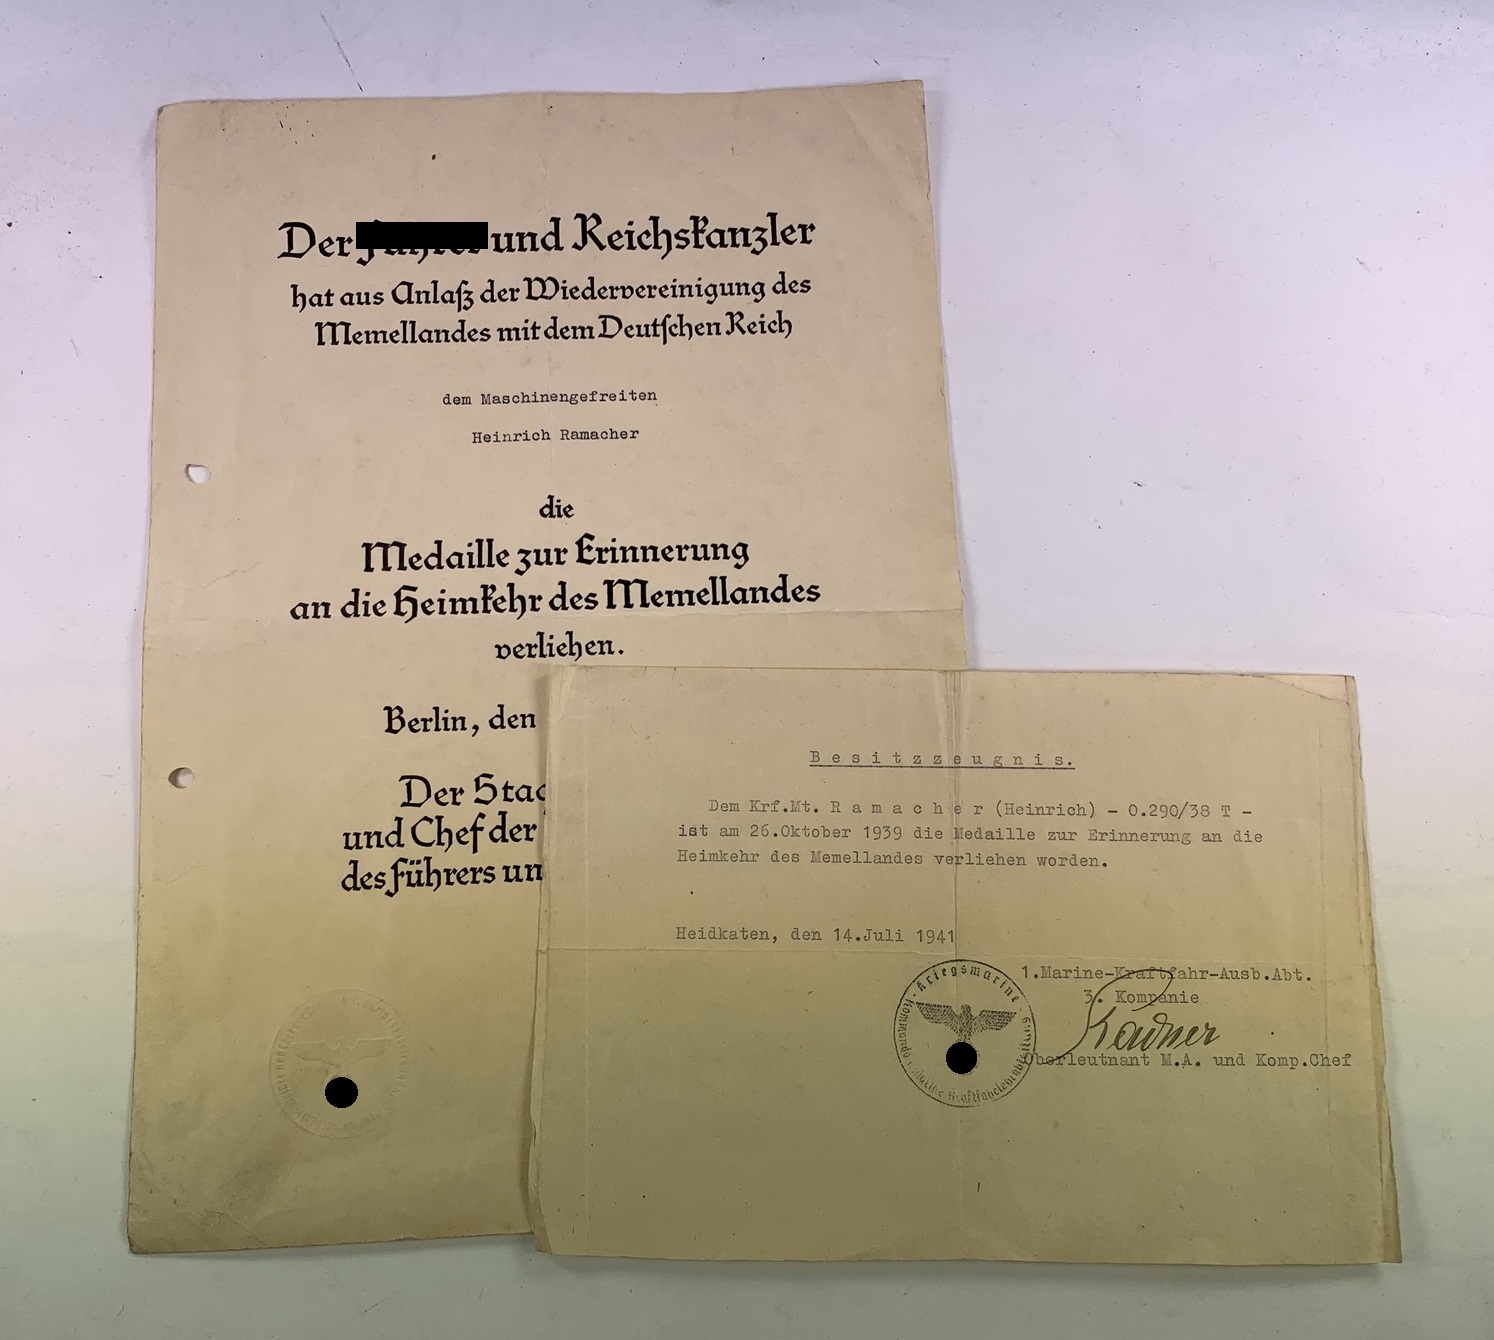 Der und Reichskanzler
hat aus Anlaß der Wiedervereinigung des
Memellandes mit dem Deutschen Reich
dem Maschinengefreiten
Heinrich Ramacher
die
Medaille zur Erinnerung
an die Heimkehr des Memellandes
verliehen.
Berlin, den
Der Staa
und Chef der
des Führers un
Besitzzeugnis.
Dem Krf.Mt. Ramacher (Heinrich) - O.290/38 T -
ist am 26.Oktober 1939 die Medaille zur Erinnerung an die
Heimkehr des Memellandes verliehen worden.
Heidkaten, den 14.Juli 1941
1.Marine-Kraftfahr-Ausb.Abt.
3. Kompanie
Oberleutnant M.A. und Komp.Chef
Kriegsmarine